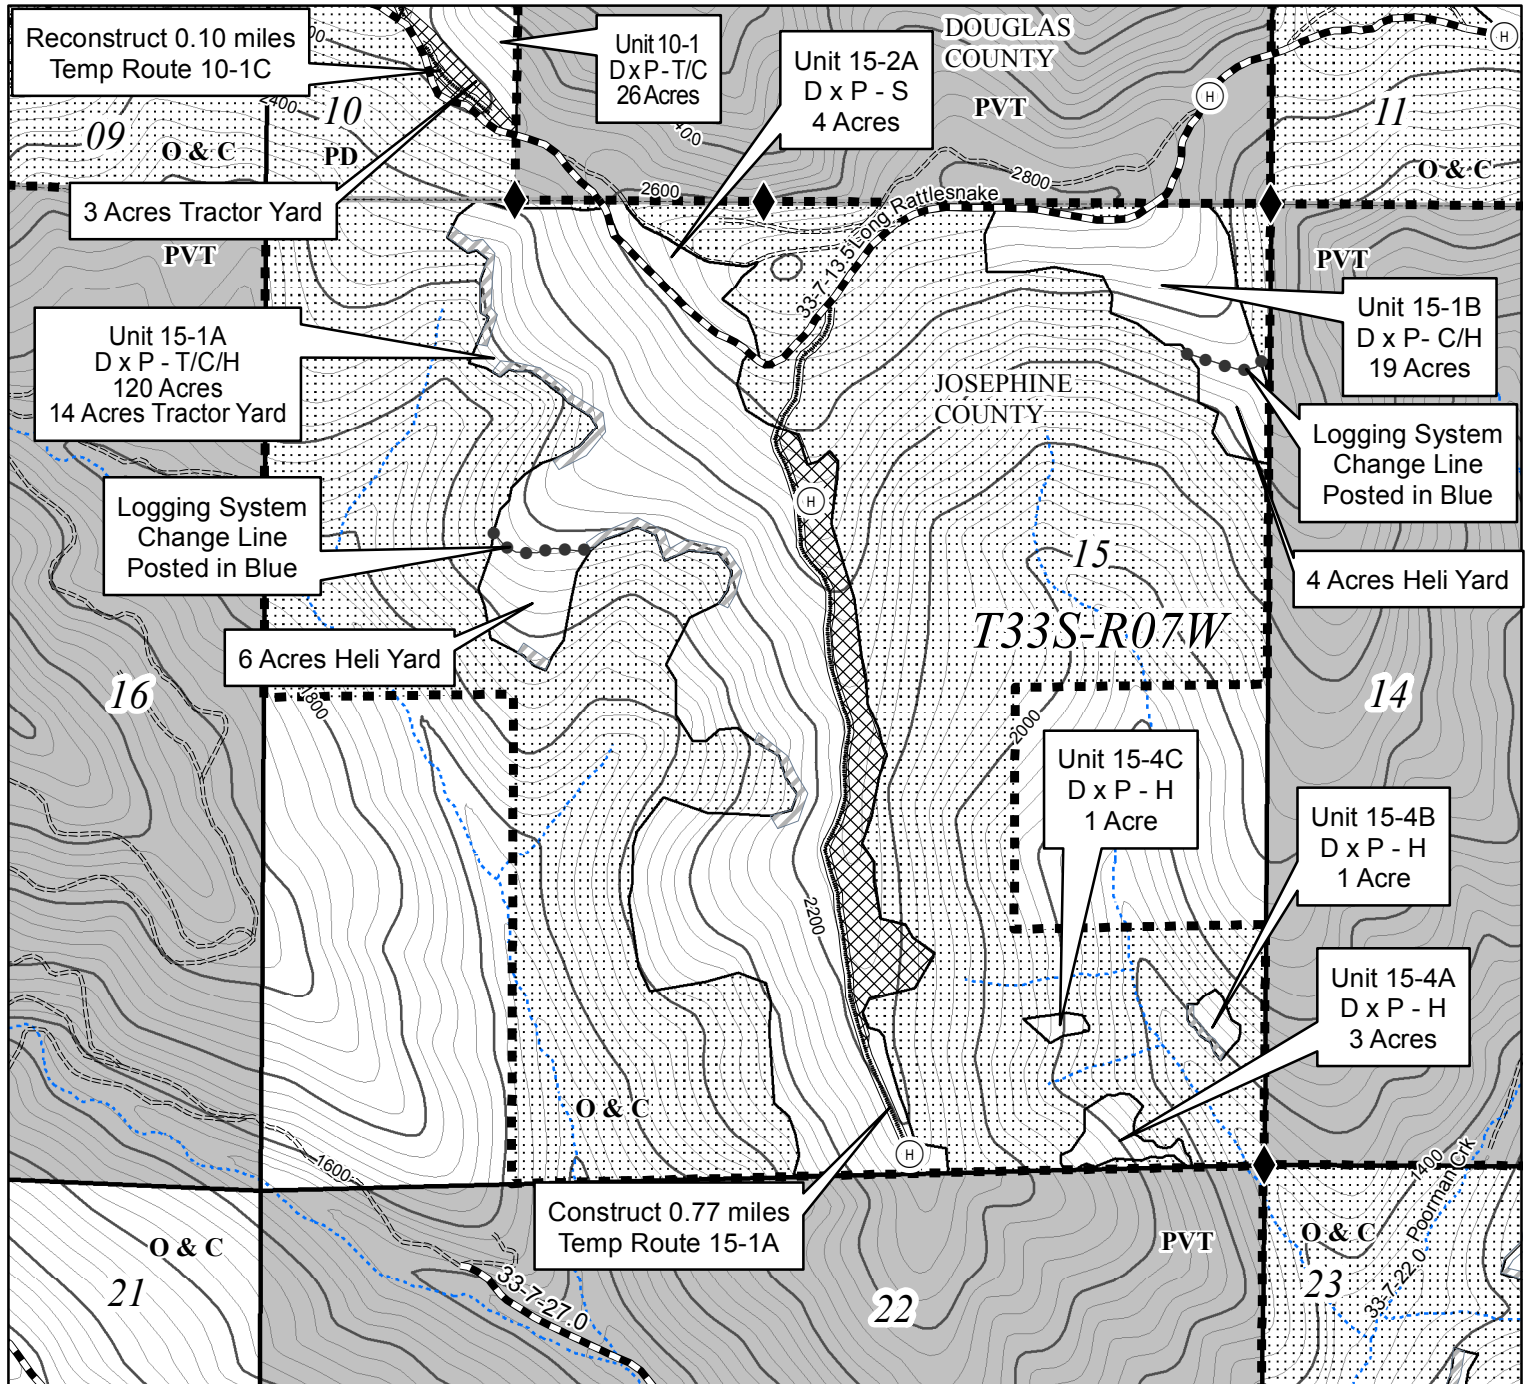 Reconstruct 0.10 miles
Temp Route 10-1C
Unit 10-1
D x P - T/C
26 Acres
Unit 15-2A
D x P - S
4 Acres
DOUGLAS
COUNTY
PVT
H
H
09
10
11
2400
O & C
PD
O & C
3 Acres Tractor Yard
2600
2800
33-7-13.5 Long Rattlesnake
PVT
PVT
Unit 15-1A
D x P - T/C/H
120 Acres
14 Acres Tractor Yard
Unit 15-1B
D x P- C/H
19 Acres
JOSEPHINE
COUNTY
Logging System
Change Line
Posted in Blue
Logging System
Change Line
Posted in Blue
H
15
4 Acres Heli Yard
T33S-R07W
6 Acres Heli Yard
16
14
1800
2000
Unit 15-4C
D x P - H
1 Acre
Unit 15-4B
D x P - H
1 Acre
2200
Unit 15-4A
D x P - H
3 Acres
O & C
H
1600
1400
Poorman Crk
Construct 0.77 miles
Temp Route 15-1A
PVT
O & C
O & C
21
22
23
33-7-27.0
33-7-22.0